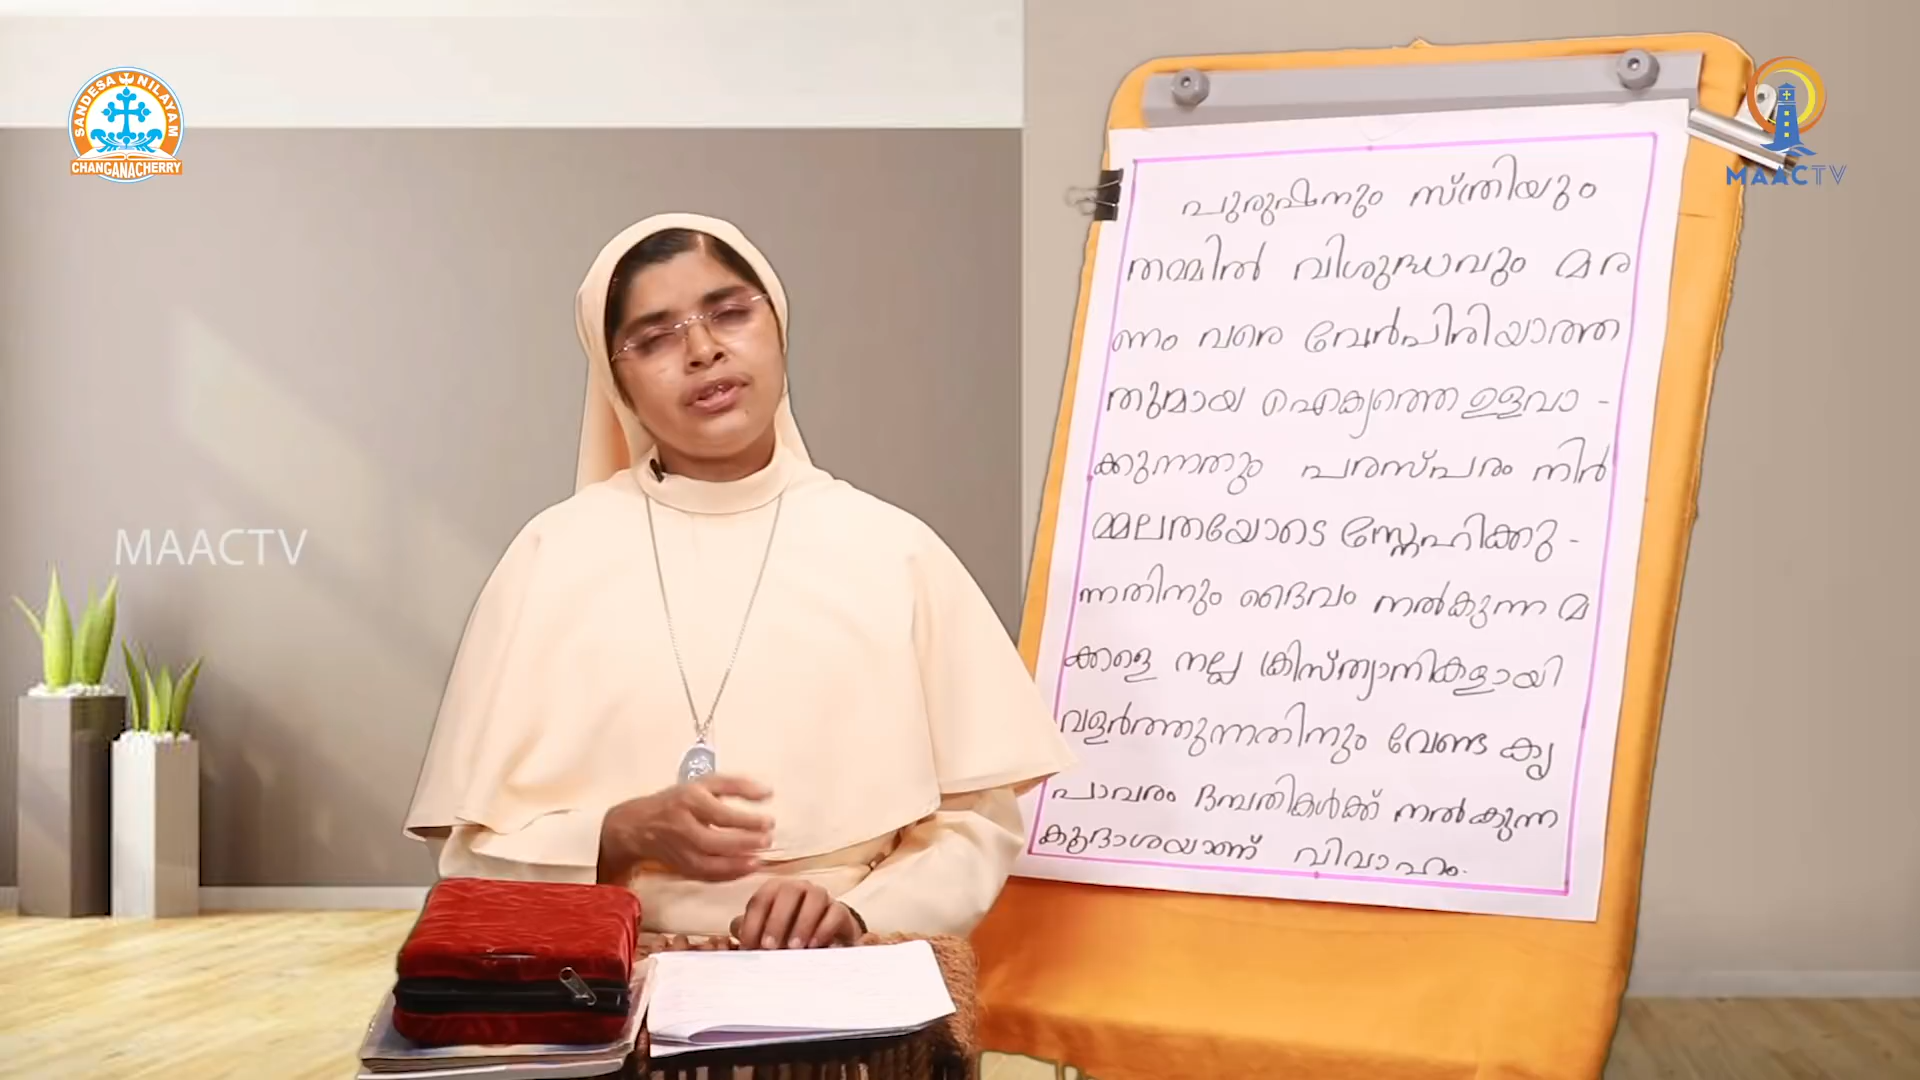 SANDESA NILAYAM
CHANGANACHERRY
MAACTV
MAACTV
പുരുഷനും സ്ത്രീയും
തമ്മിൽ വിശുദ്ധവും മര
ണം വരെ വേർപിരിയാത്ത
തുമായ ഐക്യത്തെ ഉളവാ -
ക്കുന്നതും പരസ്പരം നിർ
മ്മലതയോടെ സ്നേഹിക്കു -
ന്നതിനും ദൈവം നൽകുന്ന മ
ക്കളെ നല്ല ക്രിസ്ത്യാനികളായി
വളർത്തുന്നതിനും വേണ്ട കൃ
പാവരം ദമ്പതികൾക്ക് നൽകുന്ന
കൂദാശയാണ് വിവാഹം.